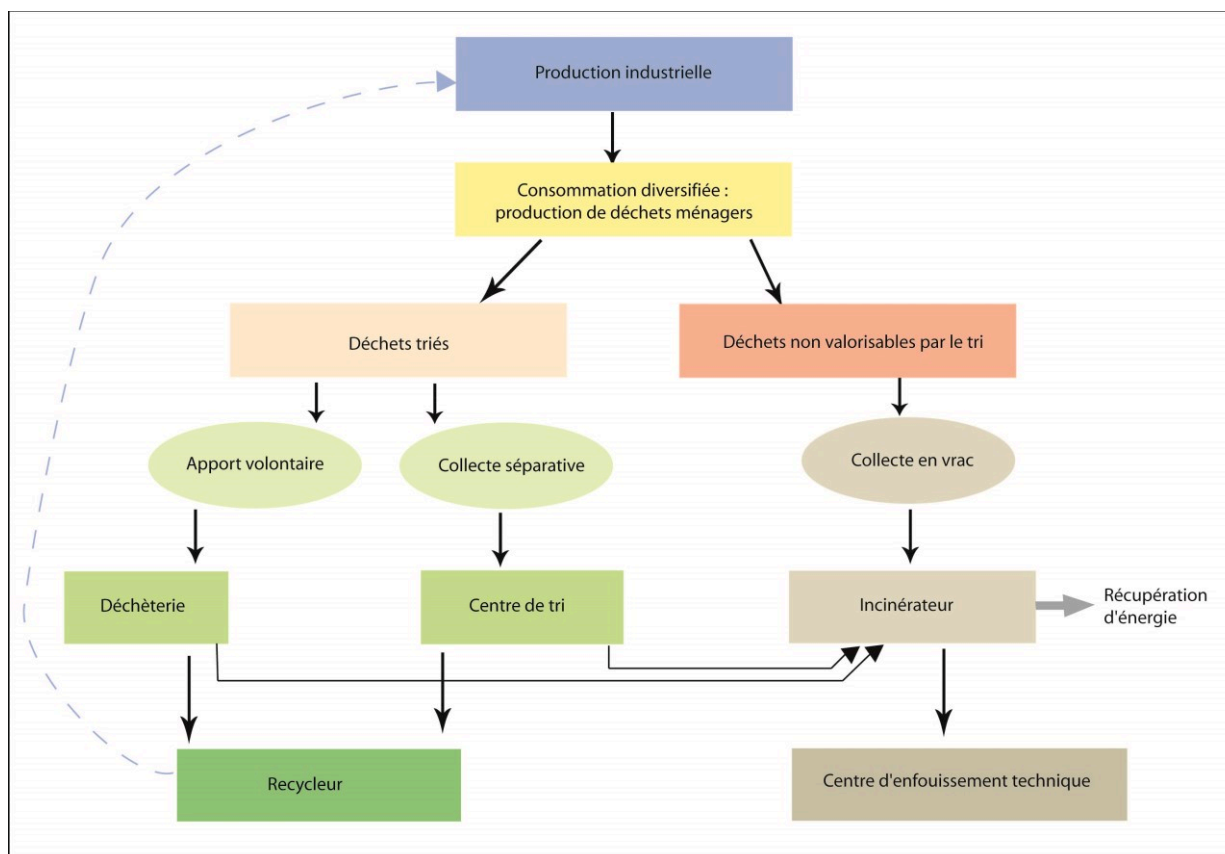 Production industrielle
Consommation diversifiée :
production de déchets ménagers
Déchets triés
Déchets non valorisables par le tri
Apport volontaire
Collecte séparative
Collecte en vrac
Déchèterie
Centre de tri
Incinérateur
Récupération
d'énergie
Recycleur
Centre d'enfouissement technique